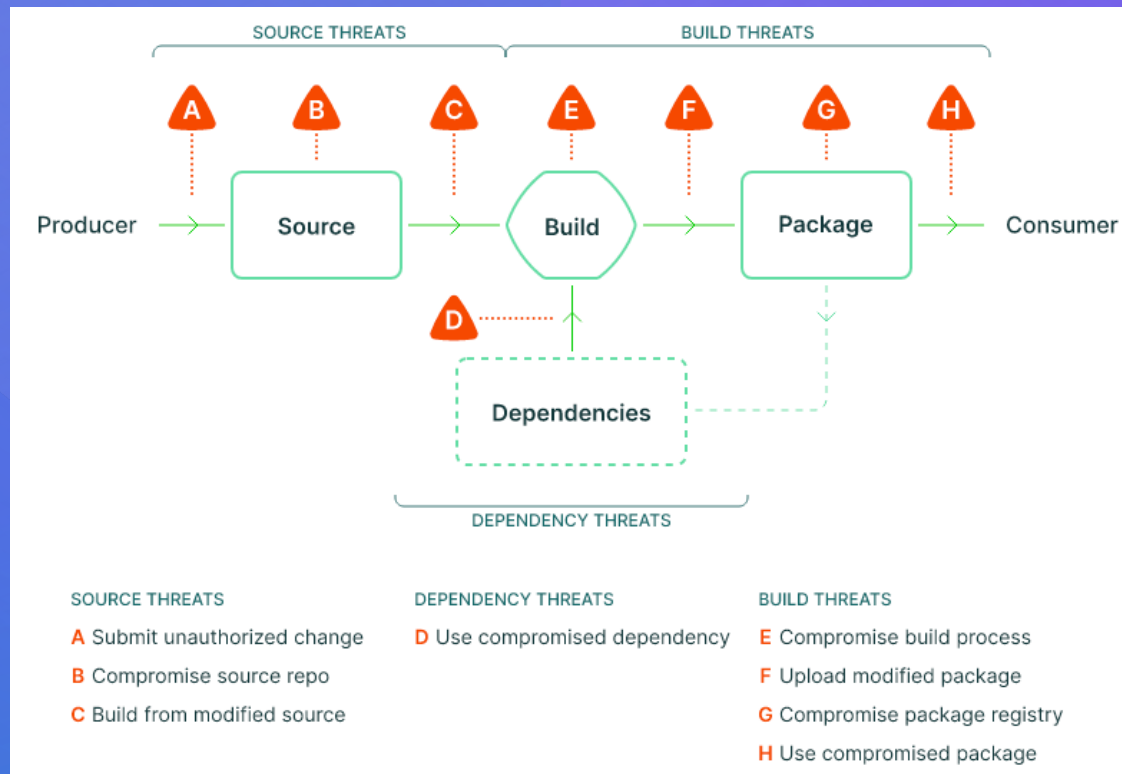 SOURCE THREATS
BUILD THREATS
A
B
C
E
F
G
H
Producer
Source
Build
Package
Consumer
D
Dependencies
DEPENDENCY THREATS
SOURCE THREATS
A Submit unauthorized change
B Compromise source repo
C Build from modified source
DEPENDENCY THREATS
D Use compromised dependency
BUILD THREATS
E Compromise build process
F Upload modified package
G Compromise package registry
H Use compromised package